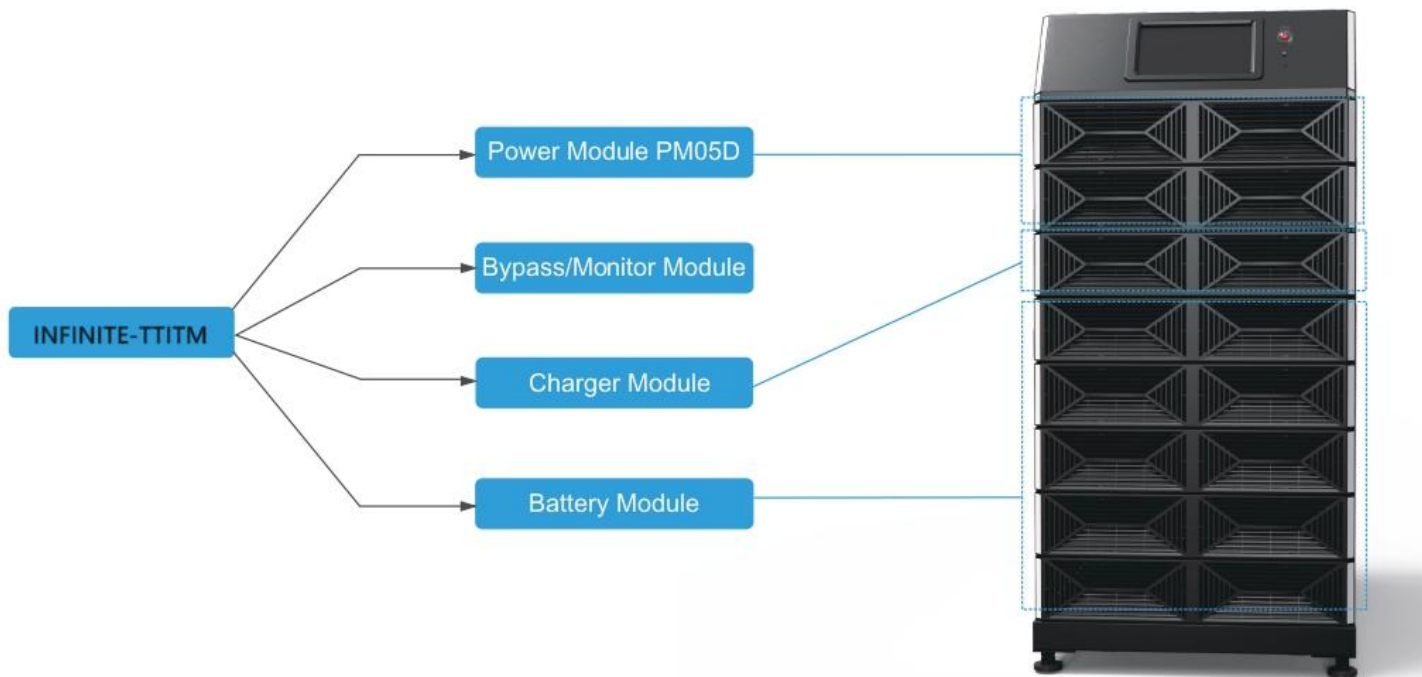 Power Module PM05D
Bypass/Monitor Module
INFINITE-TTITM
Charger Module
Battery Module